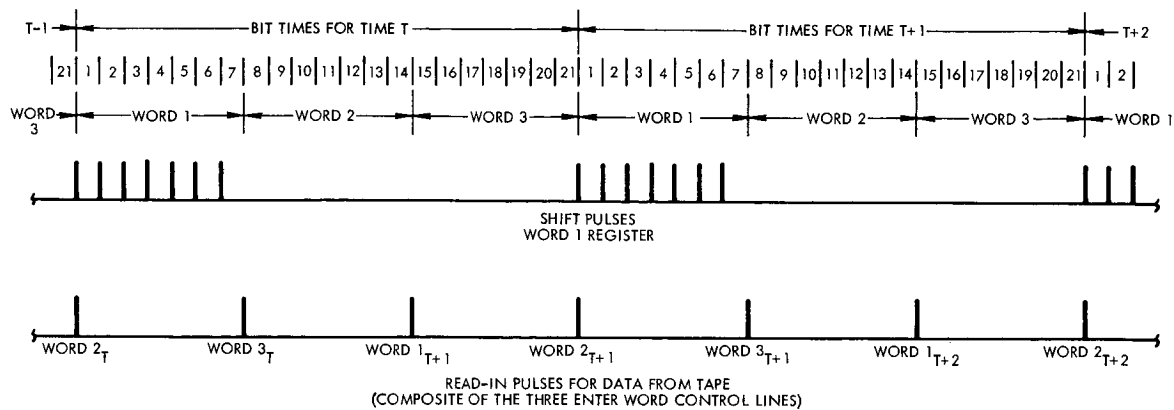 T-1 BIT TIMES FOR TIME T BIT TIMES FOR TIME T+1 T+2
21 1 2 3 4 5 6 7 8 9 10 11 12 13 14 15 16 17 18 19 20 21 1 2 3 4 5 6 7 8 9 10 11 12 13 14 15 16 17 18 19 20 21 1 2
WORD 3 WORD 1 WORD 2 WORD 3 WORD 1 WORD 2 WORD 3 WORD 1
SHIFT PULSES
WORD 1 REGISTER
WORD 2T WORD 3T WORD 1T+1 WORD 2T+1 WORD 3T+1 WORD 1T+2 WORD 2T+2
READ-IN PULSES FOR DATA FROM TAPE
(COMPOSITE OF THE THREE ENTER WORD CONTROL LINES)